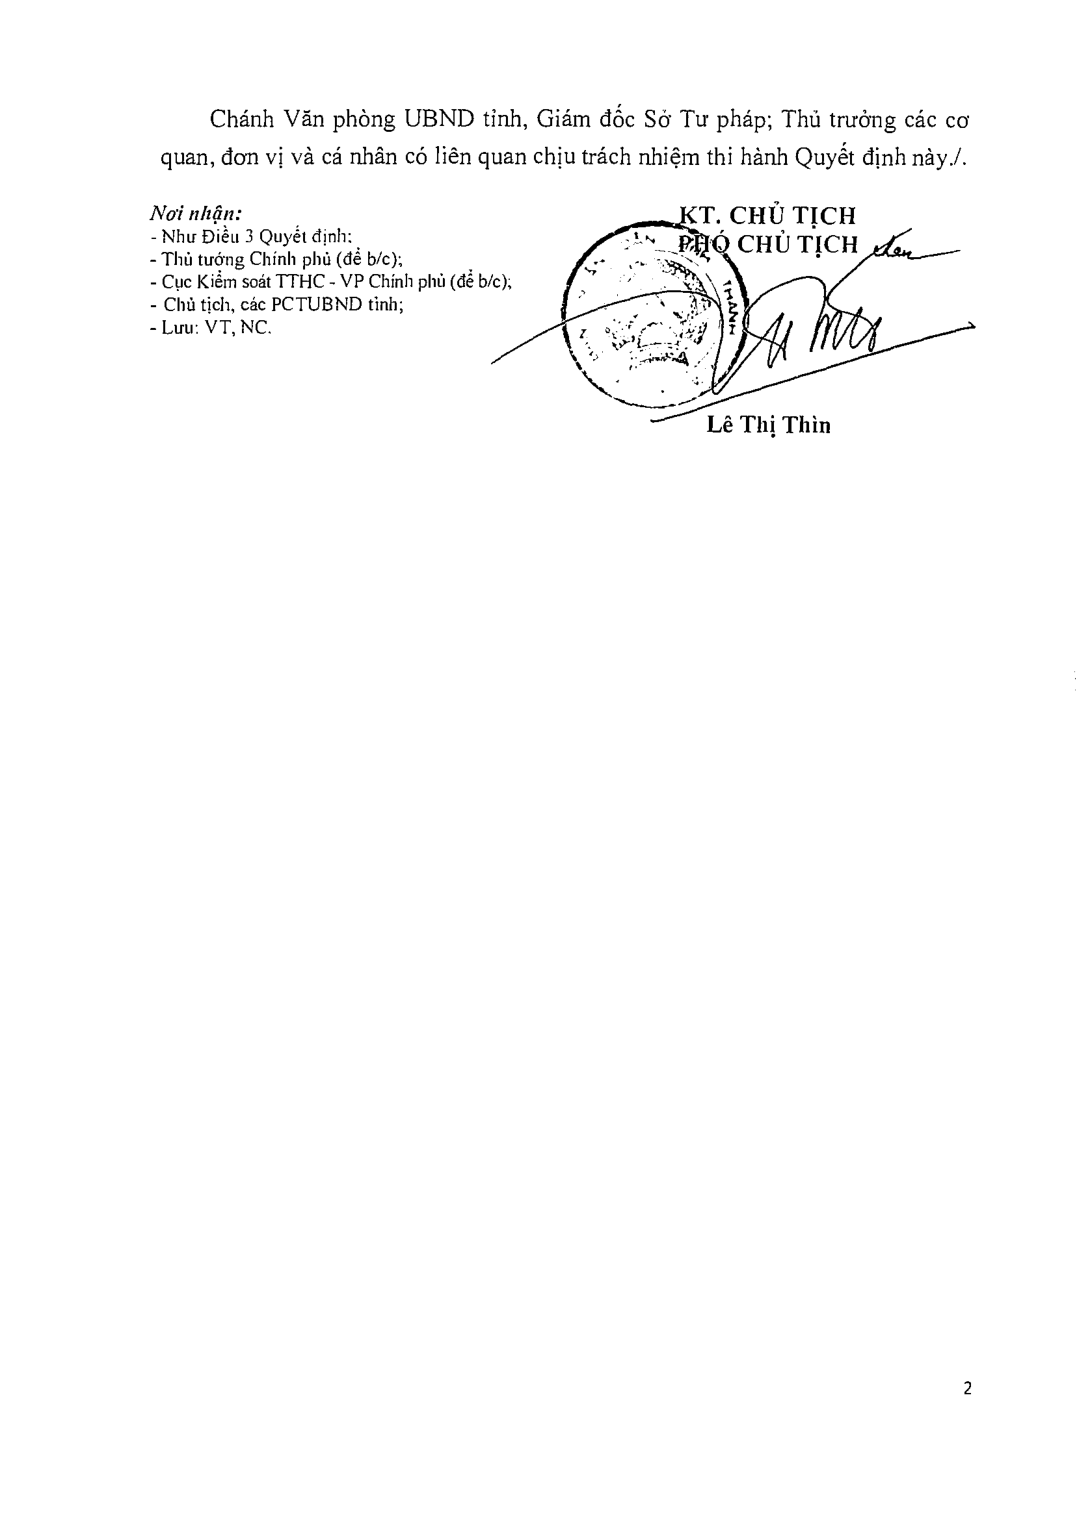 Chánh Văn phòng UBND tỉnh, Giám đốc Sở Tư pháp; Thủ trưởng các cơ
quan, đơn vị và cá nhân có liên quan chịu trách nhiệm thi hành Quyết định này./.
Nơi nhận:
- Như Điều 3 Quyết định;
- Thủ tướng Chính phủ (để b/c);
- Cục Kiểm soát TTHC - VP Chính phủ (để b/c);
- Chủ tịch, các PCTUBND tỉnh;
- Lưu: VT, NC.
KT. CHỦ TỊCH
PHÓ CHỦ TỊCH
THANH
Lê Thị Thìn
2